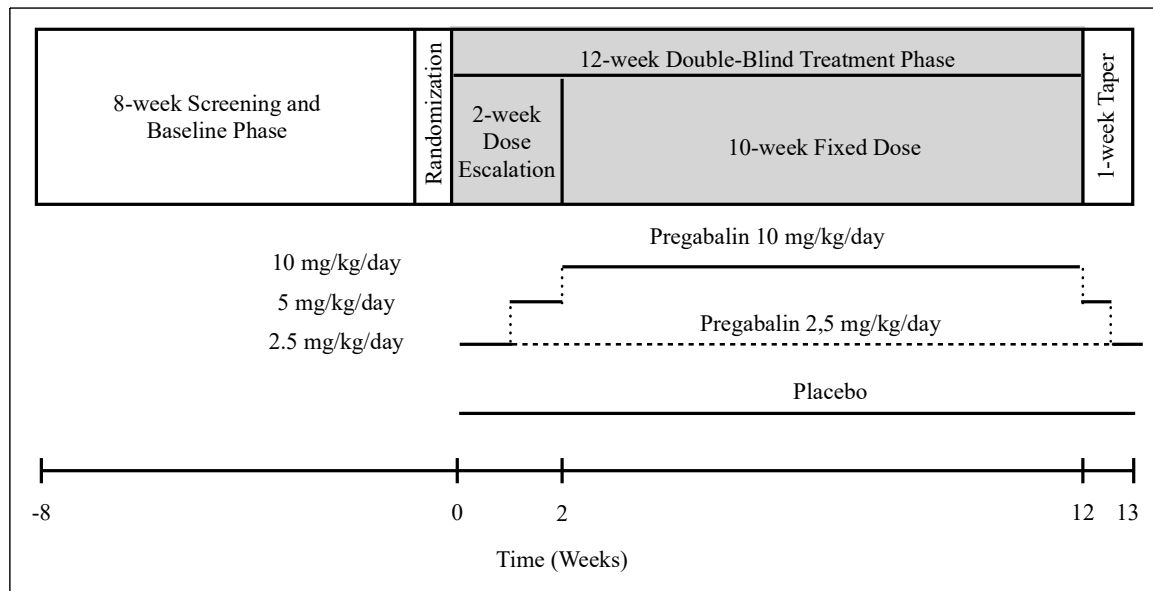 8-week Screening and
Baseline Phase
Randomization
12-week Double-Blind Treatment Phase
2-week
Dose
Escalation
10-week Fixed Dose
1-week Taper
Pregabalin 10 mg/kg/day
10 mg/kg/day
5 mg/kg/day
Pregabalin 2,5 mg/kg/day
2.5 mg/kg/day
Placebo
-8 0 2 12 13
Time (Weeks)